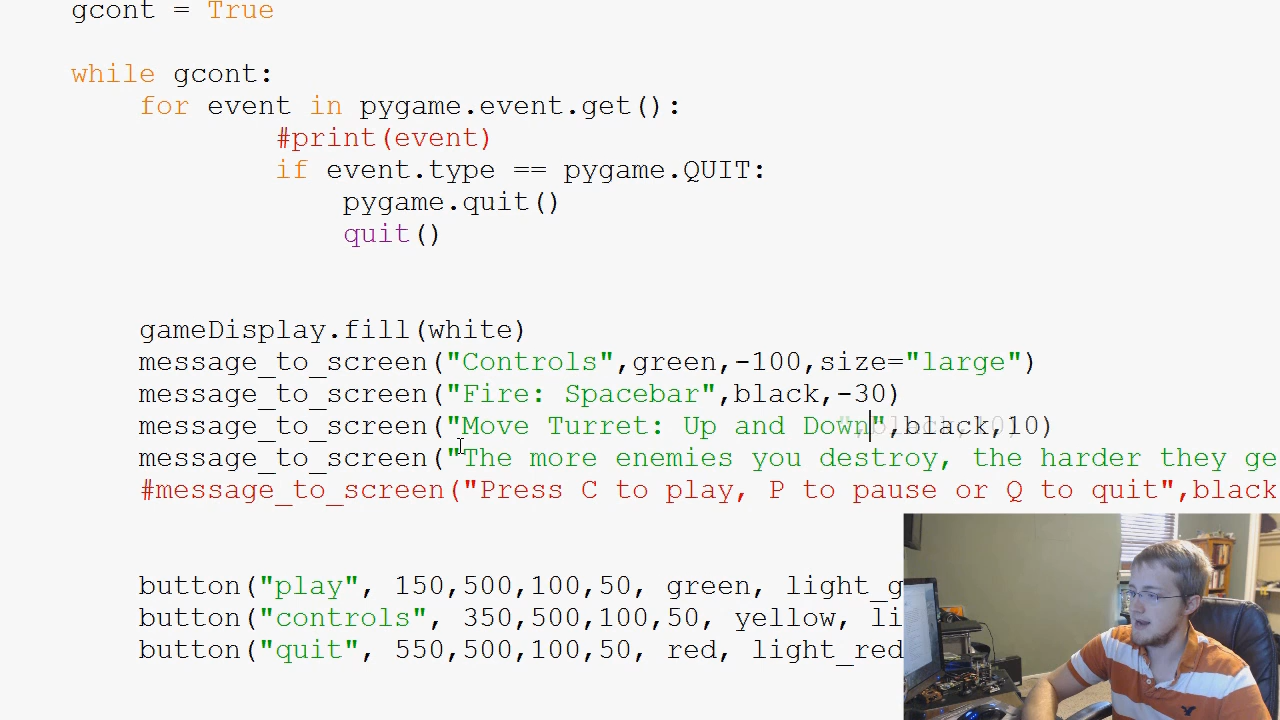 gcont = True
while gcont:
for event in pygame.event.get():
#print(event)
if event.type == pygame.QUIT:
pygame.quit()
quit()
gameDisplay.fill(white)
message_to_screen("Controls",green,-100,size="large")
message_to_screen("Fire: Spacebar",black,-30)
message_to_screen("Move Turret: Up and Down",black,10)
message_to_screen("The more enemies you destroy, the harder they ge
#message_to_screen("Press C to play, P to pause or Q to quit",black
button("play", 150,500,100,50, green, light_g
button("controls", 350,500,100,50, yellow, li
button("quit", 550,500,100,50, red, light_red